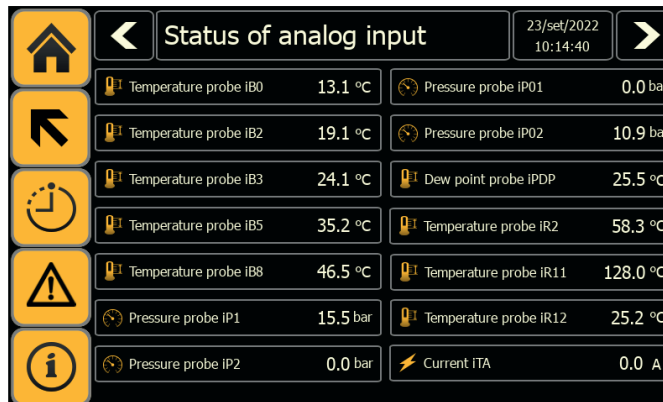 Status of analog input
23/set/2022
10:14:40
Temperature probe iB0 13.1 °C
Temperature probe iB2 19.1 °C
Temperature probe iB3 24.1 °C
Temperature probe iB5 35.2 °C
Temperature probe iB8 46.5 °C
Pressure probe iP1 15.5 bar
Pressure probe iP2 0.0 bar
Pressure probe iP01 0.0 ba
Pressure probe iP02 10.9 ba
Dew point probe iPDP 25.5 °C
Temperature probe iR2 58.3 °C
Temperature probe iR11 128.0 °C
Temperature probe iR12 25.2 °C
Current iTA 0.0 A